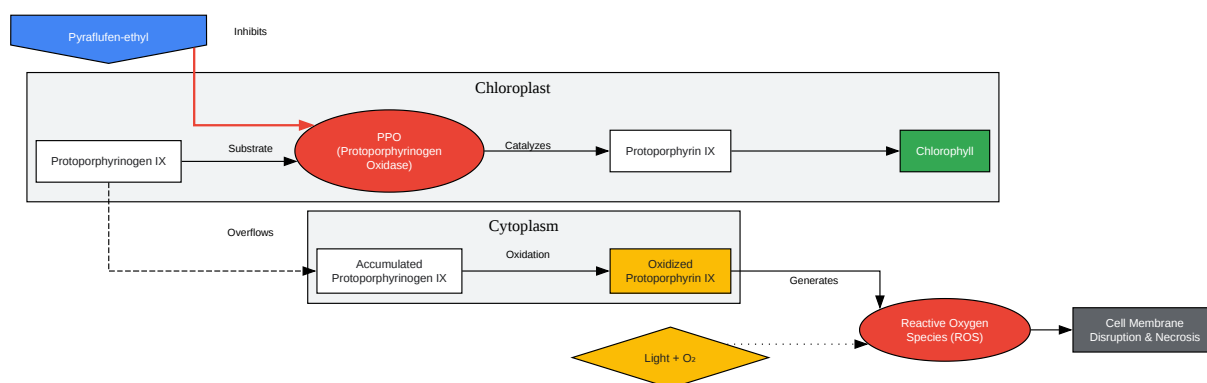 Pyraflufen-ethyl
Inhibits
Chloroplast
Protoporphyrinogen IX
Substrate
PPO
(Protoporphyrinogen
Oxidase)
Catalyzes
Protoporphyrin IX
Chlorophyll
Overflows
Cytoplasm
Accumulated
Protoporphyrinogen IX
Oxidation
Oxidized
Protoporphyrin IX
Generates
Light + O₂
Reactive Oxygen
Species (ROS)
Cell Membrane
Disruption & Necrosis